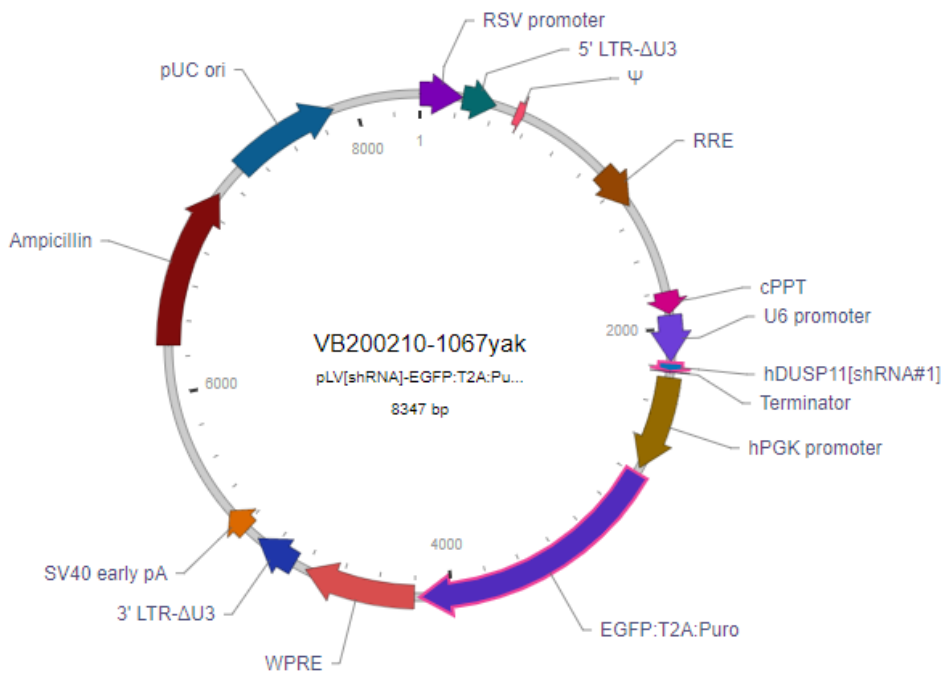 RSV promoter
5' LTR-ΔU3
Ψ
pUC ori
8000
1
RRE
Ampicillin
cPPT
U6 promoter
2000
VB200210-1067yak
pLV[shRNA]-EGFP:T2A:Pu...
8347 bp
hDUSP11[shRNA#1]
6000
Terminator
hPGK promoter
4000
SV40 early pA
3' LTR-ΔU3
EGFP:T2A:Puro
WPRE